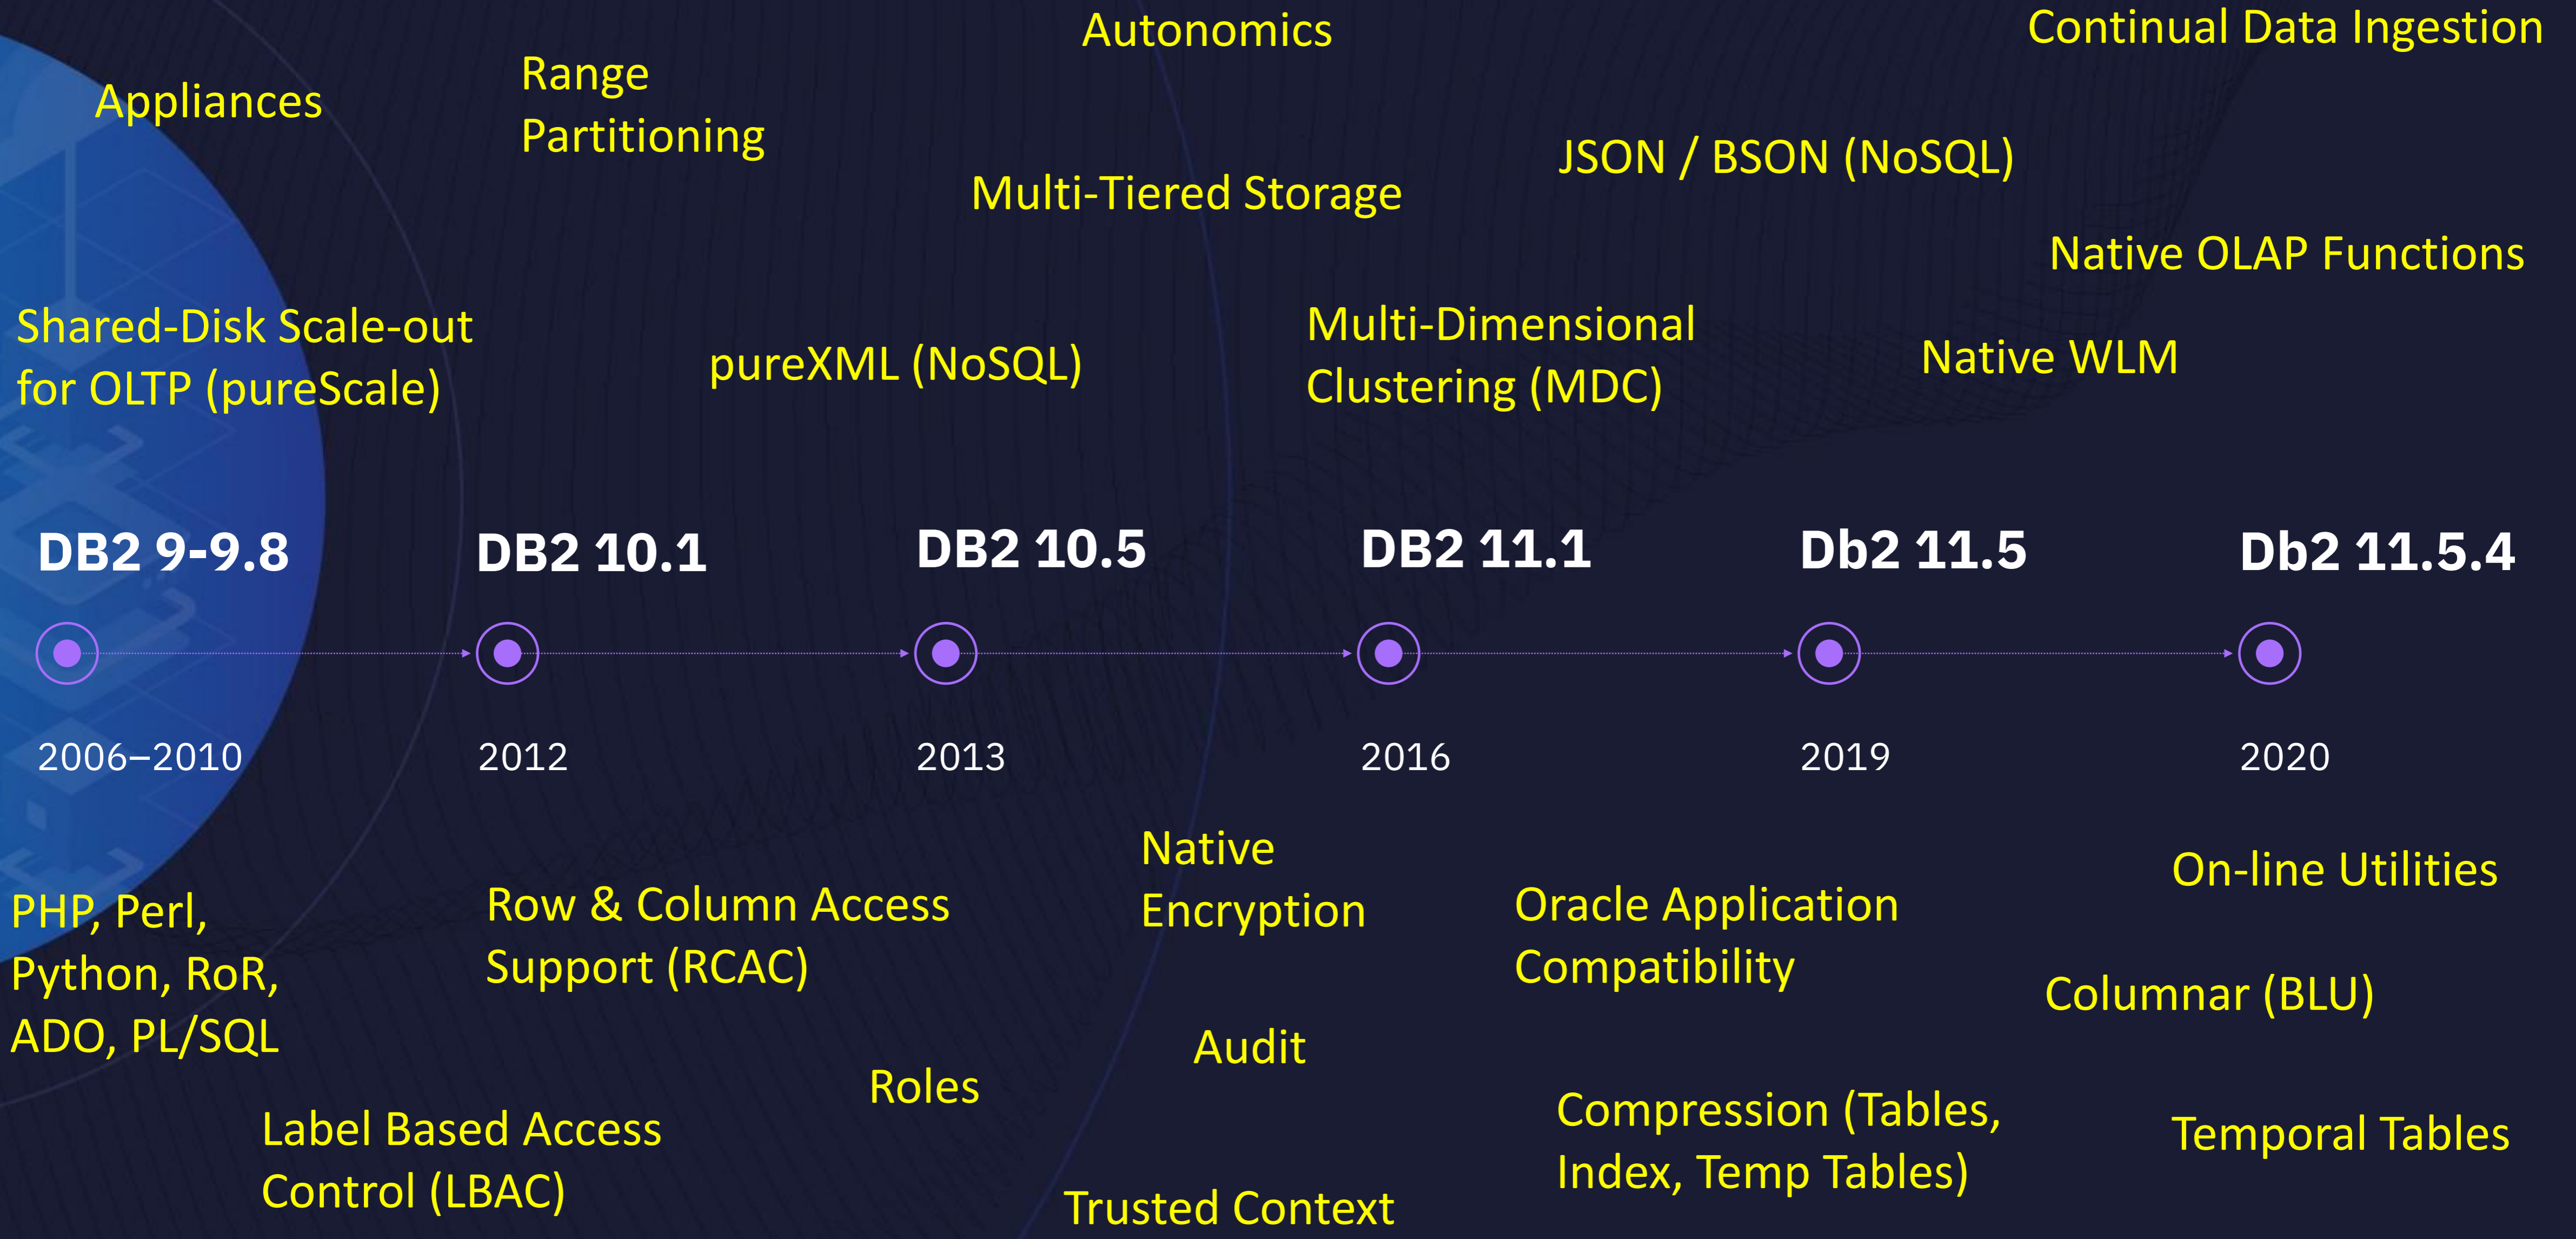 Autonomics
Continual Data Ingestion
Appliances
Range
Partitioning
JSON / BSON (NoSQL)
Multi-Tiered Storage
Native OLAP Functions
Shared-Disk Scale-out
for OLTP (pureScale)
pureXML (NoSQL)
Multi-Dimensional
Clustering (MDC)
Native WLM
DB2 9-9.8
DB2 10.1
DB2 10.5
DB2 11.1
Db2 11.5
Db2 11.5.4
2006–2010
2012
2013
2016
2019
2020
PHP, Perl,
Python, RoR,
ADO, PL/SQL
Row & Column Access
Support (RCAC)
Native
Encryption
Oracle Application
Compatibility
On-line Utilities
Columnar (BLU)
Audit
Roles
Label Based Access
Control (LBAC)
Compression (Tables,
Index, Temp Tables)
Temporal Tables
Trusted Context